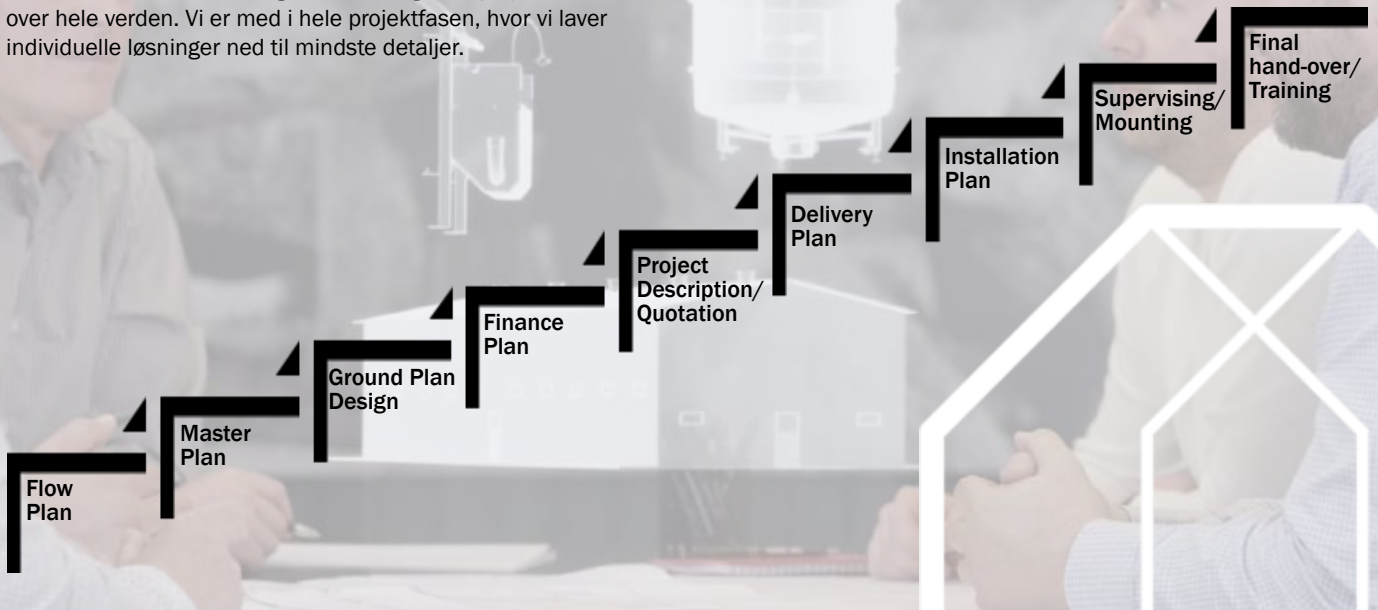 over hele verden. Vi er med i hele projektfasen, hvor vi laver
individuelle løsninger ned til mindste detaljer.
Flow
Plan
Master
Plan
Ground Plan
Design
Finance
Plan
Project
Description/
Quotation
Delivery
Plan
Installation
Plan
Supervising/
Mounting
Final
hand-over/
Training